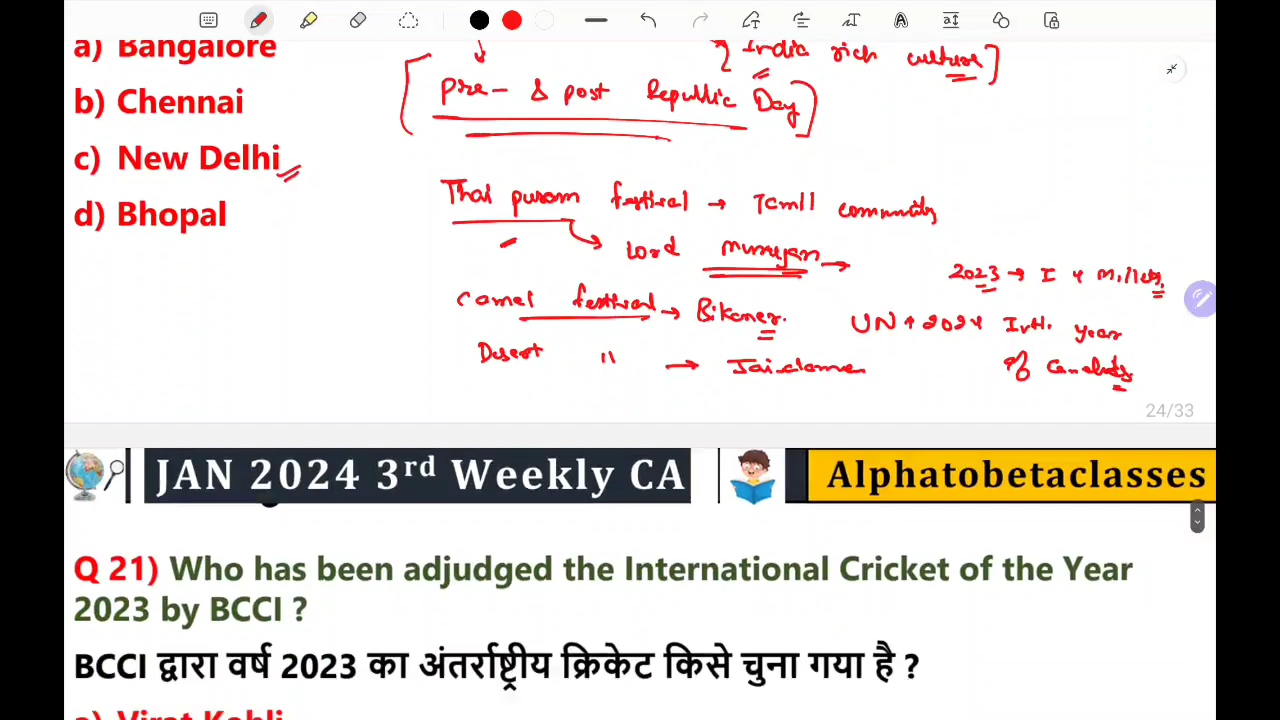 a) Bangalore
India rich culture]
[Pre- & post Republic Day]
b) Chennai
c) New Delhi
Thai pusam festival → Tamil community
d) Bhopal
Lord murugan →
2023 → I Y Millets
camel festival → Bikaner.
UN → 2024 Int. year
Desert " → Jaisalmer
of Camelids
24/33
JAN 2024 3rd Weekly CA
Alphatobetaclasses
Q 21) Who has been adjudged the International Cricket of the Year
2023 by BCCI ?
BCCI द्वारा वर्ष 2023 का अंतर्राष्ट्रीय क्रिकेट किसे चुना गया है ?
a) Virat Kohli